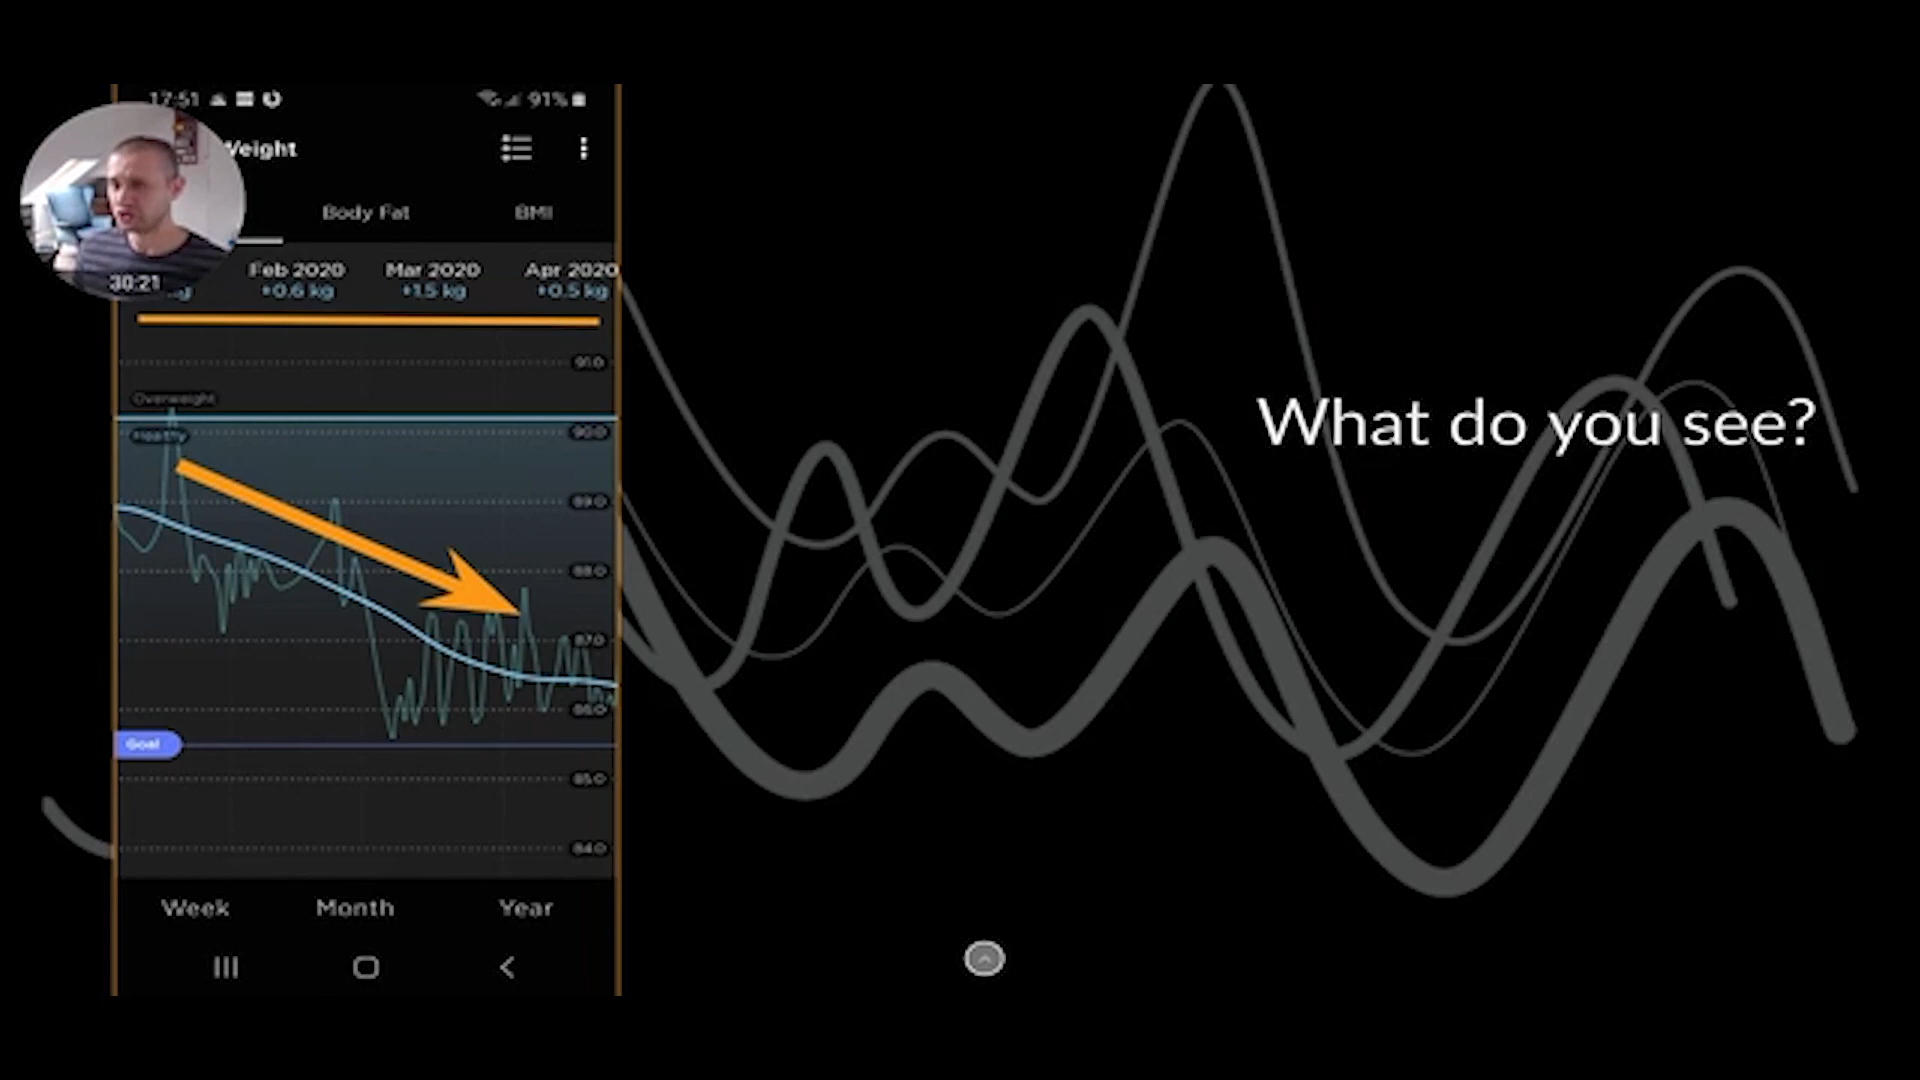 17:51
91%
Weight
Body Fat
BMI
Feb 2020
Mar 2020
Apr 2020
+0.6 kg
+1.5 kg
+0.5 kg
30:21
91.0
Overweight
90.0
Healthy
89.0
88.0
87.0
86.0
Goal
85.0
84.0
Week
Month
Year
What do you see?